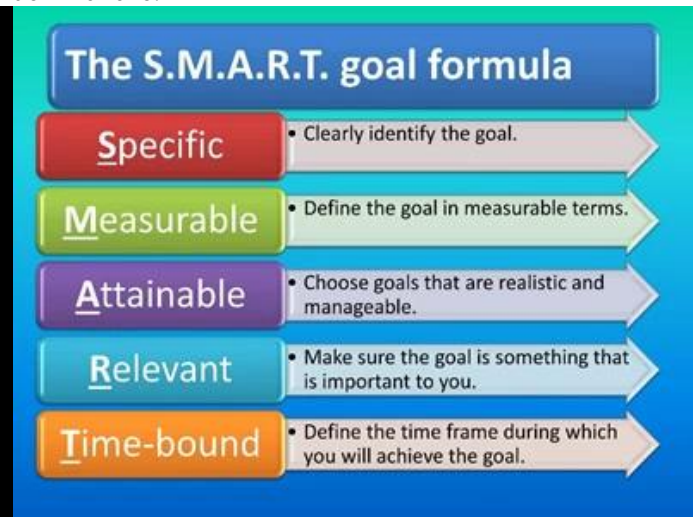 The S.M.A.R.T. goal formula
Specific
• Clearly identify the goal.
Measurable
• Define the goal in measurable terms.
Attainable
• Choose goals that are realistic and
manageable.
Relevant
• Make sure the goal is something that
is important to you.
Time-bound
• Define the time frame during which
you will achieve the goal.